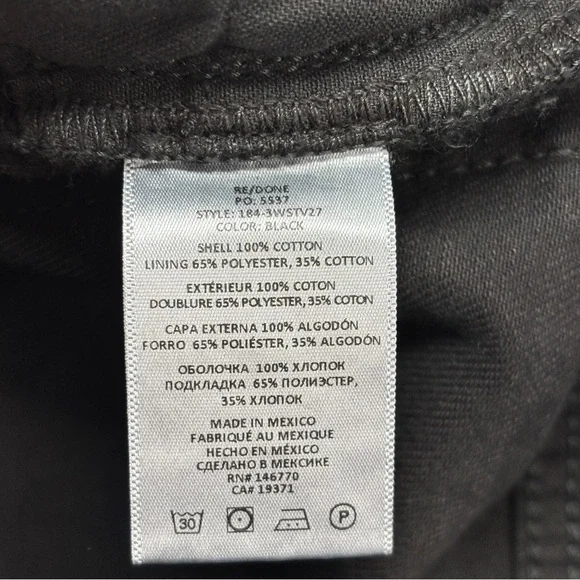 RE/DONE
PO: 5537
STYLE: 184-3WSTV27
COLOR: BLACK
SHELL 100% COTTON
LINING 65% POLYESTER, 35% COTTON
EXTÉRIEUR 100% COTON
DOUBLURE 65% POLYESTER, 35% COTON
CAPA EXTERNA 100% ALGODÓN
FORRO 65% POLIÉSTER, 35% ALGODÓN
ОБОЛОЧКА 100% ХЛОПОК
ПОДКЛАДКА 65% ПОЛИЭСТЕР,
35% ХЛОПОК
MADE IN MEXICO
FABRIQUÉ AU MEXIQUE
HECHO EN MÉXICO
СДЕЛАНО В МЕКСИКЕ
RN# 146770
CA# 19371
30 P